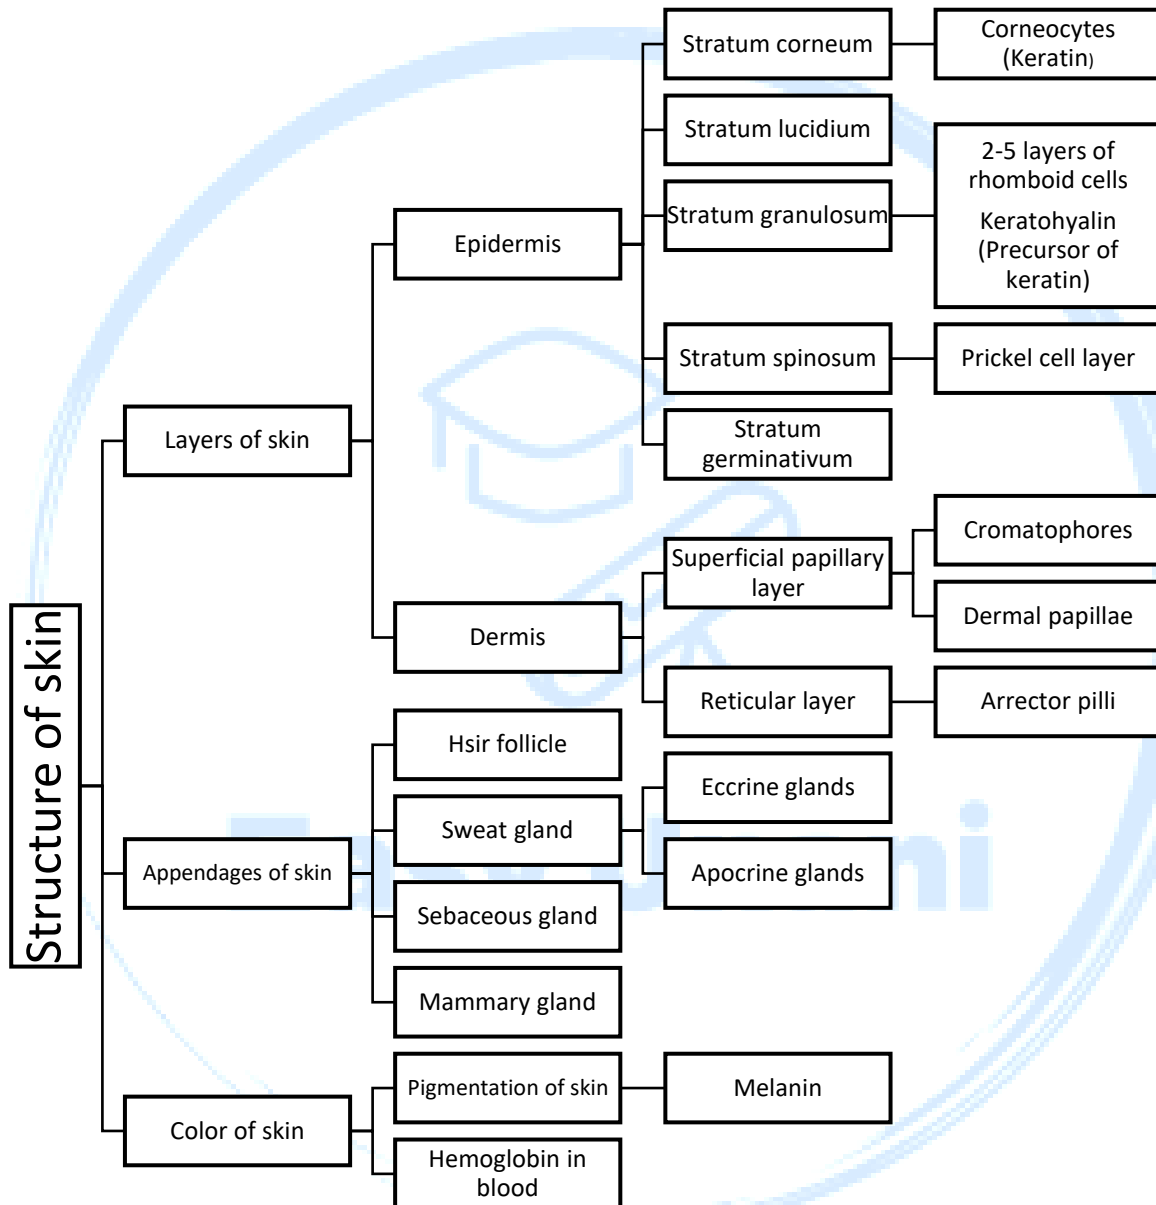 Structure of skin
Layers of skin
Epidermis
Stratum corneum
Corneocytes
(Keratin)
Stratum lucidium
Stratum granulosum
2-5 layers of
rhomboid cells
Keratohyalin
(Precursor of
keratin)
Stratum spinosum
Prickel cell layer
Stratum
germinativum
Dermis
Superficial papillary
layer
Cromatophores
Dermal papillae
Reticular layer
Arrector pilli
Appendages of skin
Hsir follicle
Sweat gland
Eccrine glands
Apocrine glands
Sebaceous gland
Mammary gland
Color of skin
Pigmentation of skin
Melanin
Hemoglobin in
blood